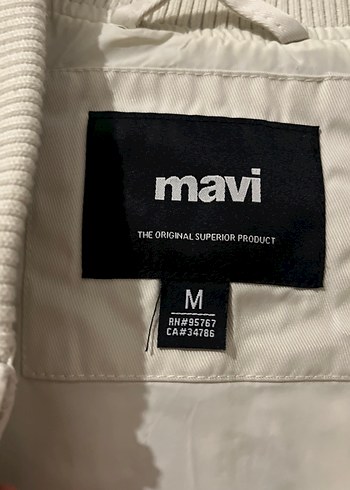 mavi
THE ORIGINAL SUPERIOR PRODUCT
M
RN#95767
CA#34786